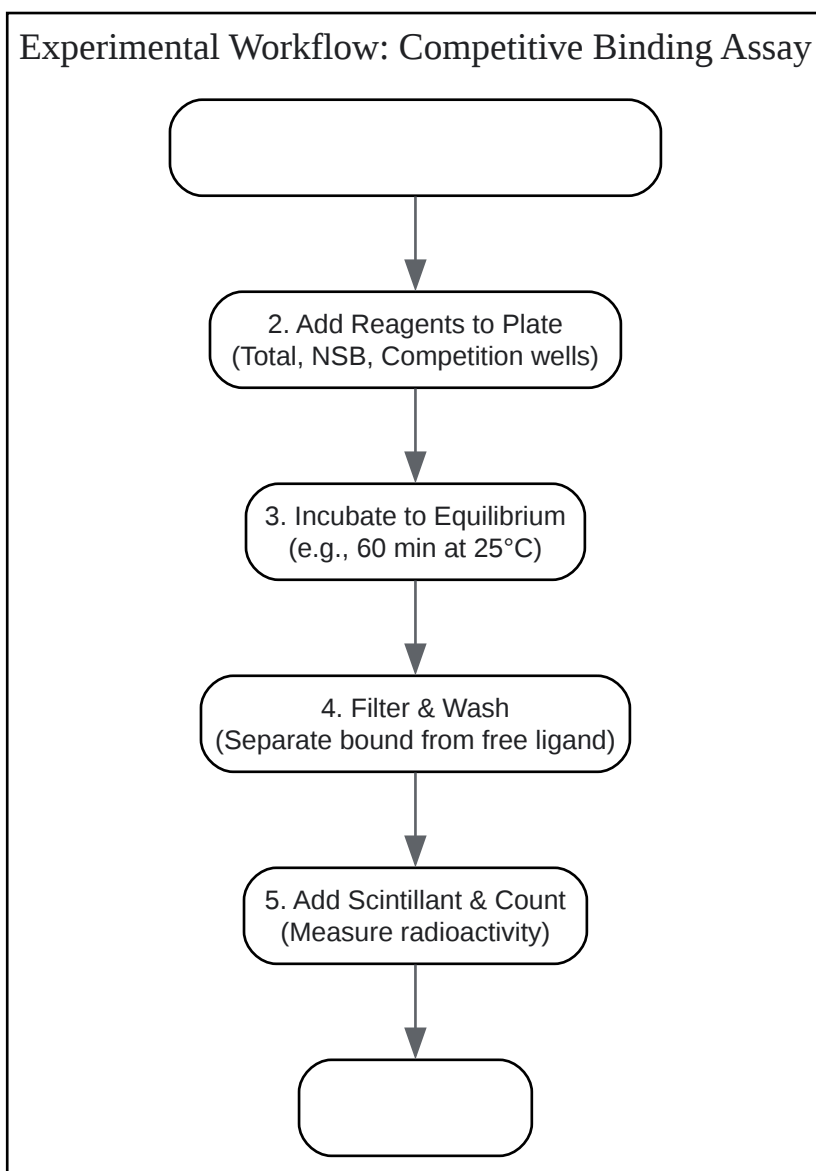 Experimental Workflow: Competitive Binding Assay
2. Add Reagents to Plate
(Total, NSB, Competition wells)
3. Incubate to Equilibrium
(e.g., 60 min at 25°C)
4. Filter & Wash
(Separate bound from free ligand)
5. Add Scintillant & Count
(Measure radioactivity)